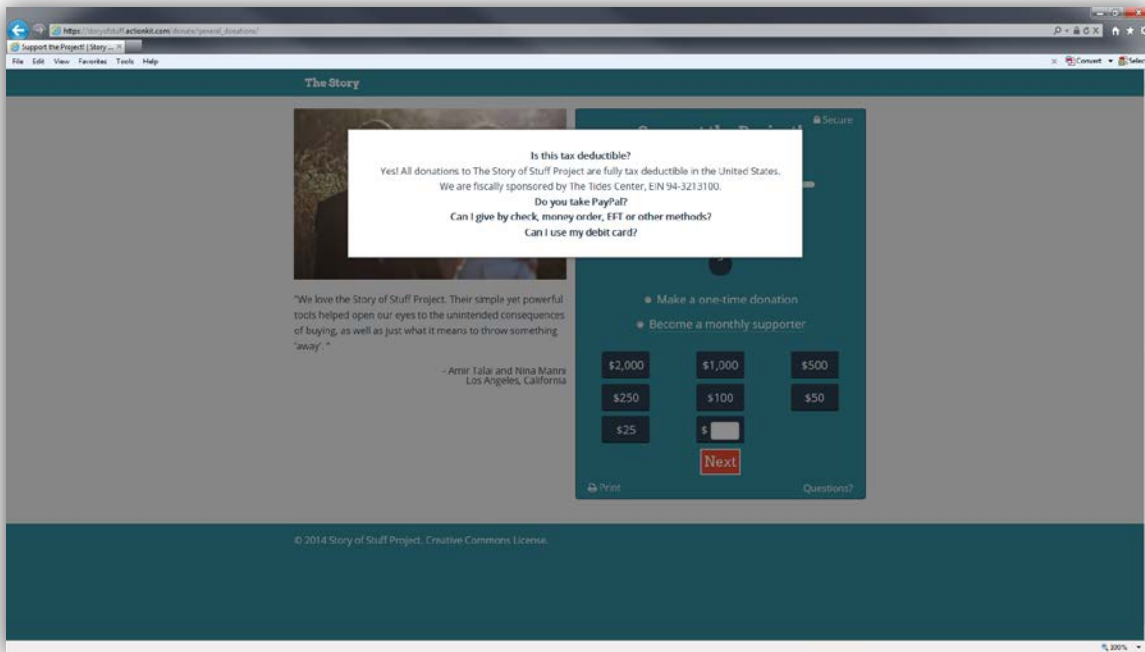 https://storyofstuff.actionkit.com/donate/general_donations/
Support the Project! | Story ...
File Edit View Favorites Tools Help
Convert
Select
The Story
Secure
Is this tax deductible?
Yes! All donations to The Story of Stuff Project are fully tax deductible in the United States.
We are fiscally sponsored by The Tides Center, EIN 94-3213100.
Do you take PayPal?
Can I give by check, money order, EFT or other methods?
Can I use my debit card?
"We love the Story of Stuff Project. Their simple yet powerful
tools helped open our eyes to the unintended consequences
of buying, as well as just what it means to throw something
'away'. "
- Amir Talai and Nina Manni
Los Angeles, California
Make a one-time donation
Become a monthly supporter
$2,000 $1,000 $500
$250 $100 $50
$25 $
Next
Print Questions?
© 2014 Story of Stuff Project. Creative Commons License.
100%